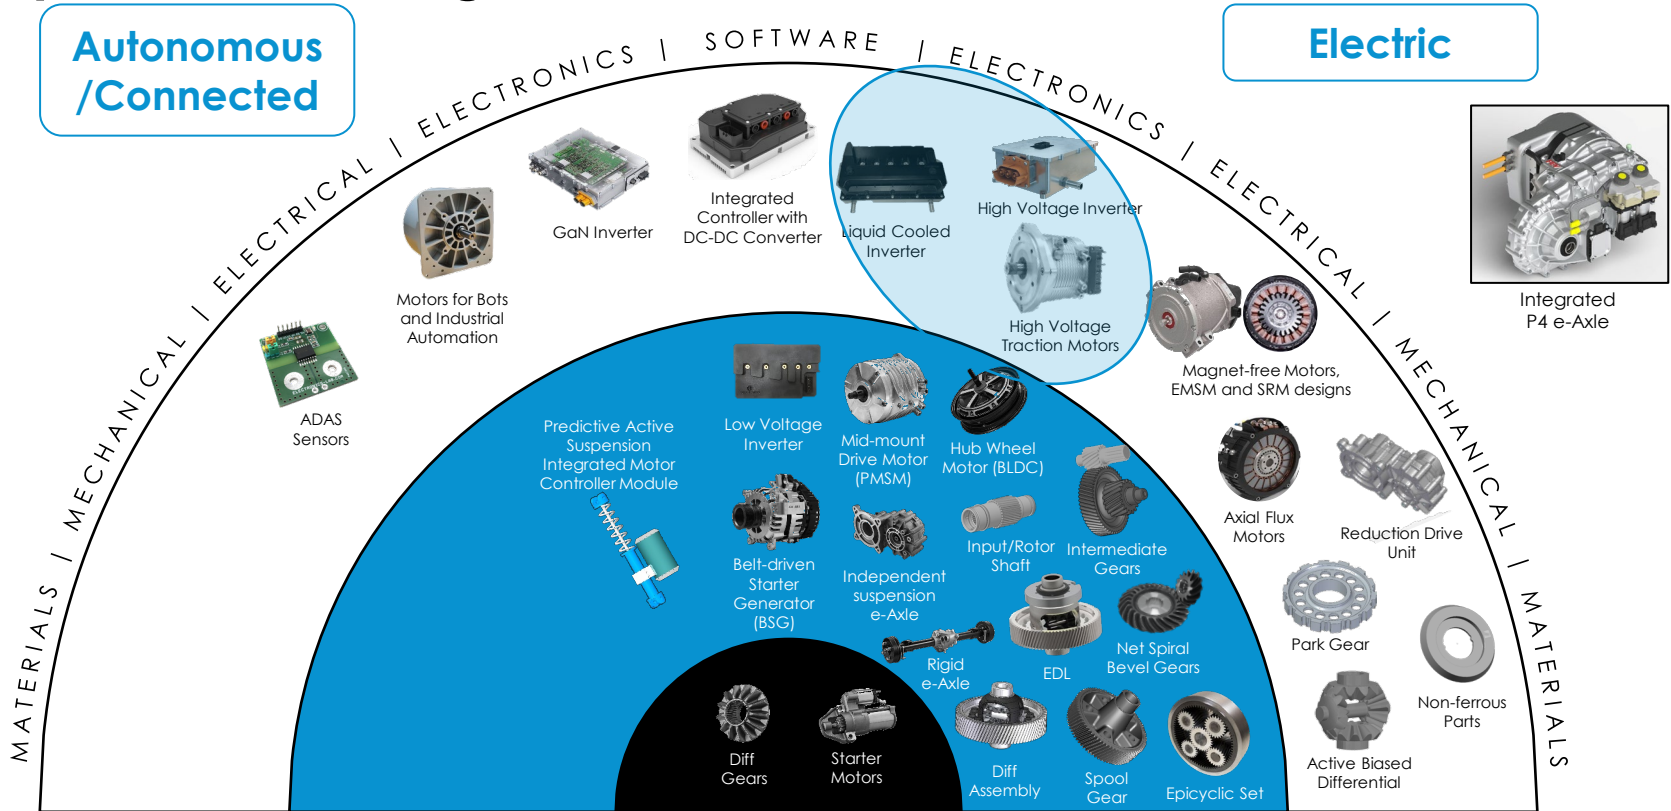 Autonomous
/Connected
Electric
MATERIALS | MECHANICAL | ELECTRICAL | ELECTRONICS | SOFTWARE | ELECTRONICS | ELECTRICAL | MECHANICAL | MATERIALS
ADAS
Sensors
Motors for Bots
and Industrial
Automation
GaN Inverter
Integrated
Controller with
DC-DC Converter
Liquid Cooled
Inverter
High Voltage Inverter
High Voltage
Traction Motors
Magnet-free Motors,
EMSM and SRM designs
Integrated
P4 e-Axle
Axial Flux
Motors
Reduction Drive
Unit
Park Gear
Non-ferrous
Parts
Active Biased
Differential
Predictive Active
Suspension
Integrated Motor
Controller Module
Low Voltage
Inverter
Mid-mount
Drive Motor
(PMSM)
Hub Wheel
Motor (BLDC)
Belt-driven
Starter
Generator
(BSG)
Independent
suspension
e-Axle
Input/Rotor
Shaft
Intermediate
Gears
Rigid
e-Axle
EDL
Net Spiral
Bevel Gears
Diff
Assembly
Spool
Gear
Epicyclic Set
Diff
Gears
Starter
Motors